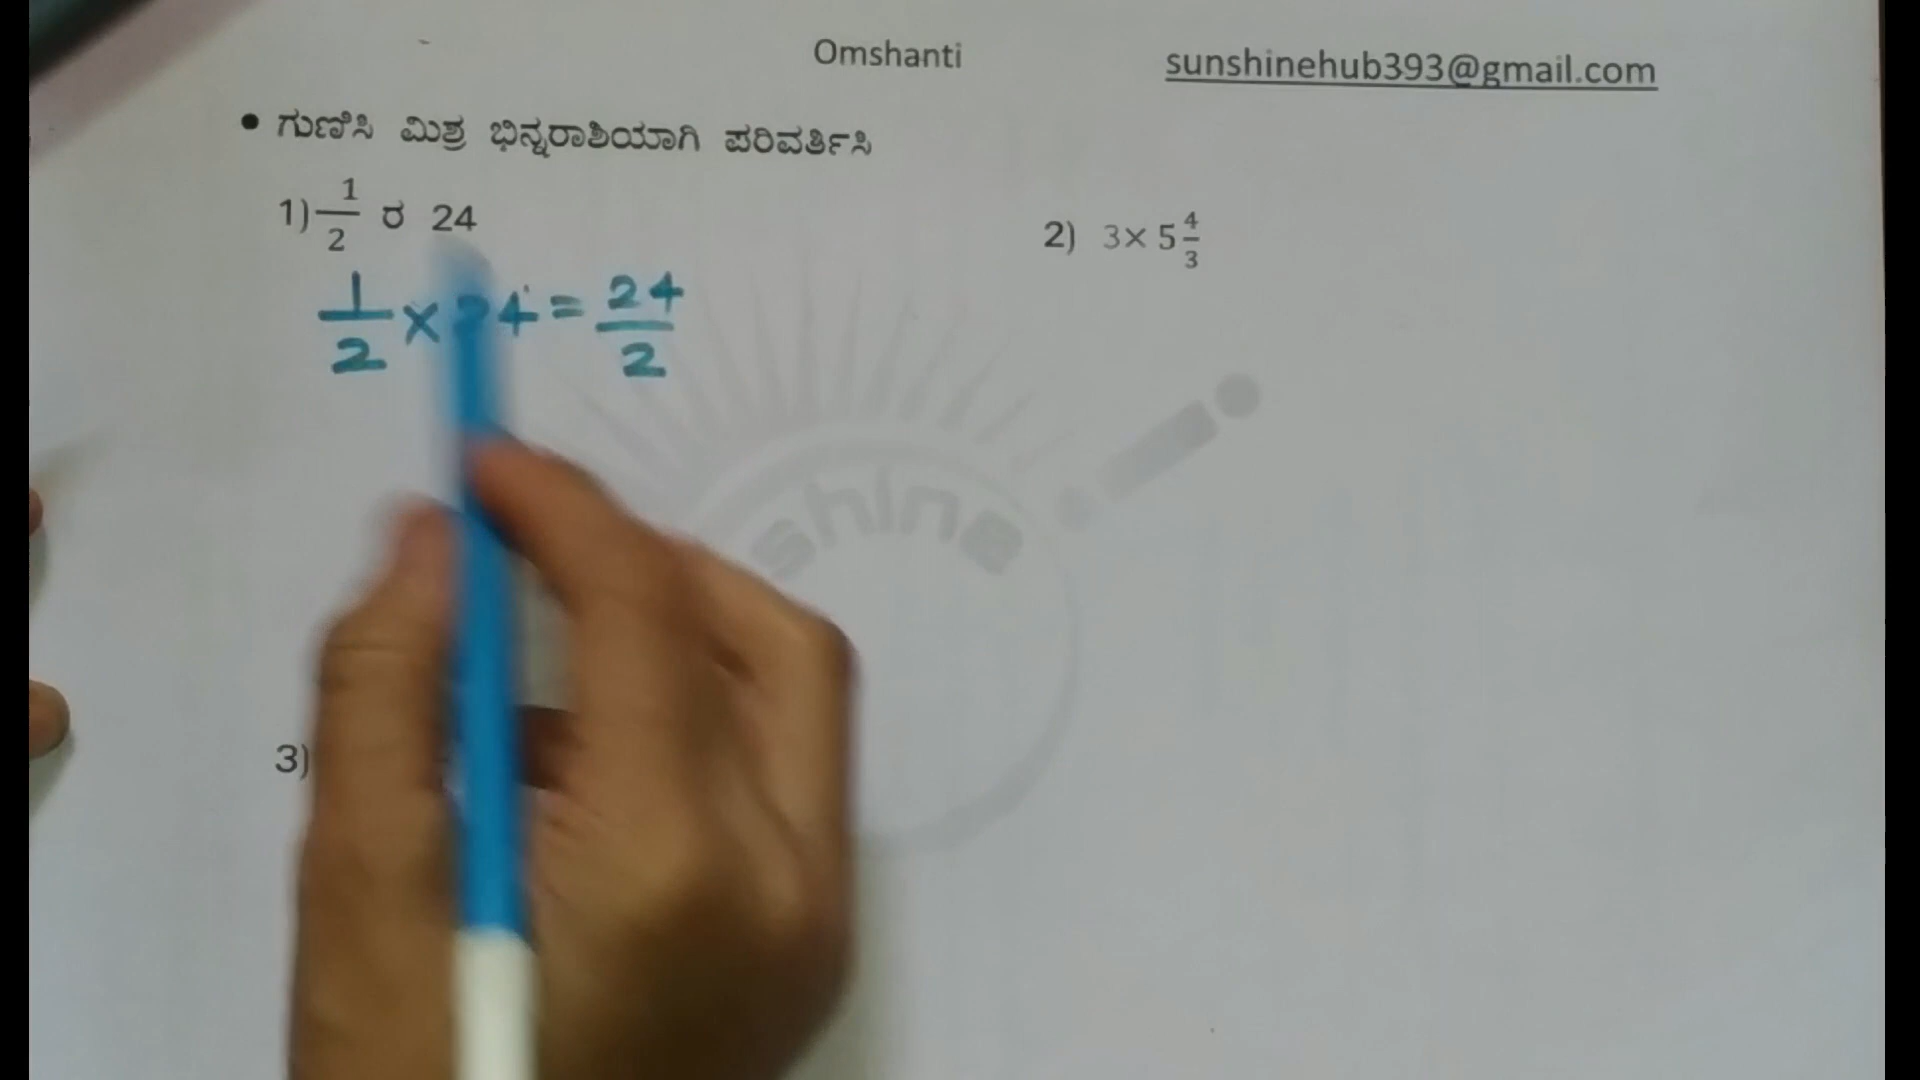 Omshanti sunshinehub393@gmail.com
• ಗುಣಿಸಿ ಮಿಶ್ರ ಭಿನ್ನರಾಶಿಯಾಗಿ ಪರಿವರ್ತಿಸಿ
1) 1/2 ರ 24
2) 3× 5 4/3
1/2 × 24 = 24/2
shine
3)